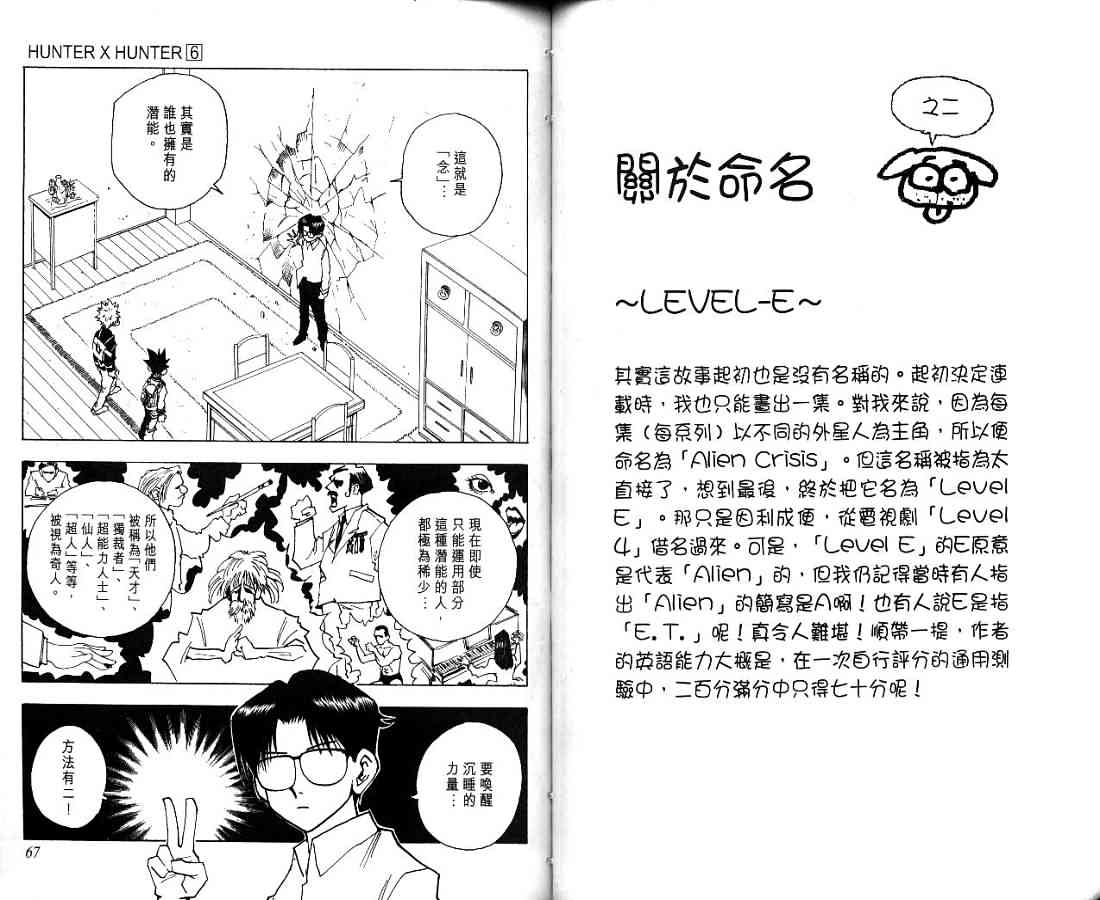 之二
關於命名
~LEVEL-E~
其實這故事起初也是沒有名稱的。起初決定連
載時，我也只能畫出一集。對我來說，因為每
集（每系列）以不同的外星人為主角，所以便
命名為「Alien Crisis」。但這名稱被指為太
直接了，想到最後，終於把它名為「Level
E」。那只是因利成便，從電視劇「Level
4」借名過來。可是，「Level E」的E原意
是代表「Alien」的，但我仍記得當時有人指
出「Alien」的簡寫是A啊！也有人說E是指
「E.T.」呢！真令人難堪！順帶一提，作者
的英語能力大概是，在一次自行評分的通用測
驗中，二百分滿分中只得七十分呢！
HUNTER X HUNTER 6
這就是
「念」…
其實是
誰也擁有的
潛能。
現在即使
只能運用部分
這種潛能的人，
都極為稀少…
所以他們
被稱為「天才」、
「獨裁者」、
「超能力人士」、
「仙人」、
「超人」等等，
被視為奇人。
要喚醒
沉睡的
力量…
方法有二！
67